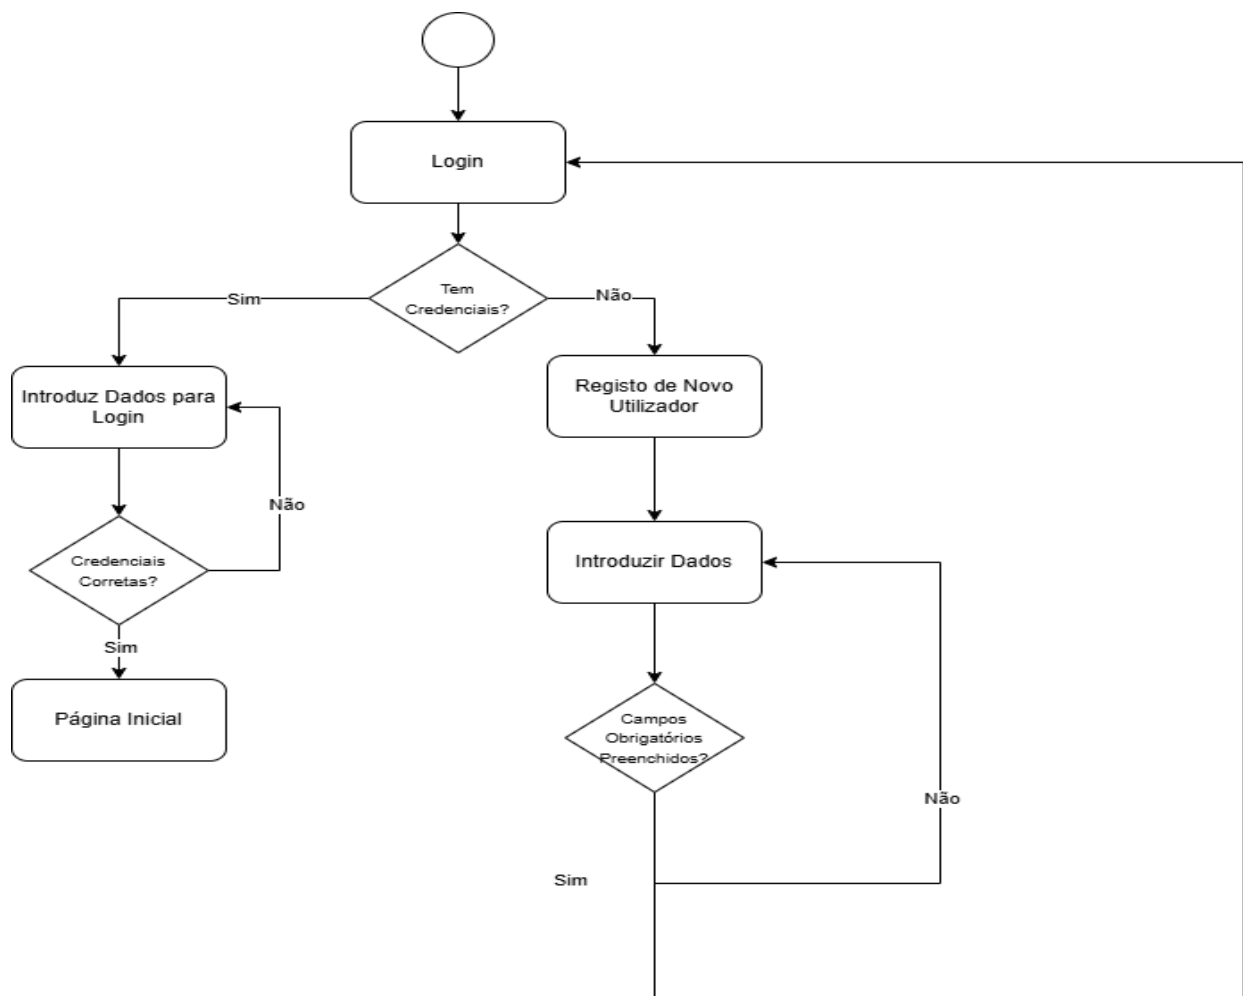 Login
Tem
Credenciais?
Sim
Não
Introduz Dados para
Login
Registo de Novo
Utilizador
Não
Credenciais
Corretas?
Introduzir Dados
Sim
Página Inicial
Campos
Obrigatórios
Preenchidos?
Não
Sim